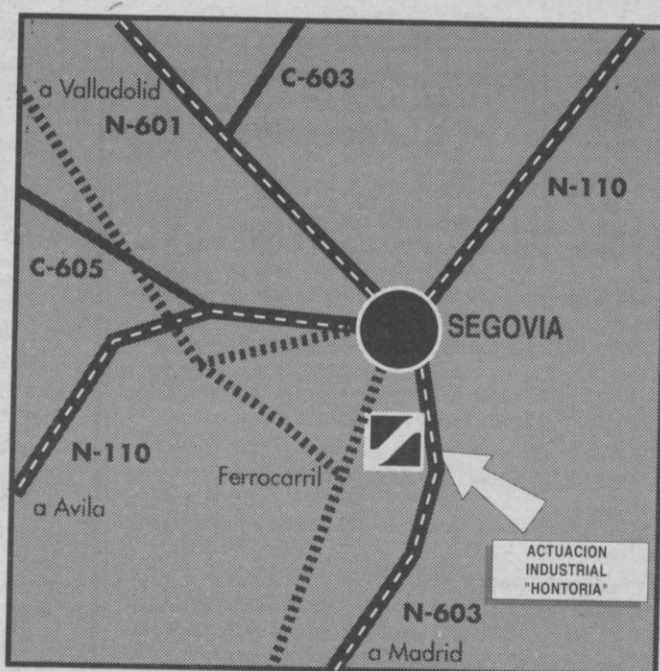 a Valladolid
C-603
N-601
N-110
C-605
SEGOVIA
N-110
Ferrocarril
a Avila
ACTUACION
INDUSTRIAL
"HONTORIA"
N-603
a Madrid